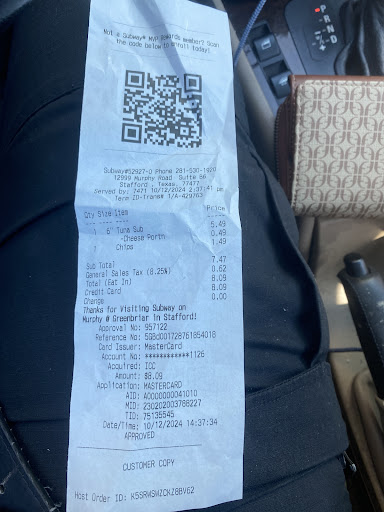 Not a Subway® MVP Rewards member? Scan
the code below to enroll today!
Subway#52927-0 Phone 281-530-1920
12999 Murphy Road Suite 6A
Stafford , Texas, 77477
Served by: 7471 10/12/2024 2:37:41 pm
Term ID-Trans# 1/A-429763
Qty Size Item Price
1 6" Tuna Sub 5.49
-Cheese Portn 0.49
1 Chips 1.49
Sub Total 7.47
General Sales Tax (8.25%) 0.62
Total (Eat In) 8.09
Credit Card 8.09
Change 0.00
Thanks for Visiting Subway on
Murphy @ Greenbriar in Stafford!
Approval No: 957122
Reference No: 
Card Issuer: MasterCard
Account No: ************1126
Acquired: ICC
Amount: $8.09
Application: MASTERCARD
AID: A0000000041010
MID: 230202003786227
TID: 75135545
Date/Time: 10/12/2024 14:37:34
APPROVED
CUSTOMER COPY
Host Order ID: 
P
R
N
D